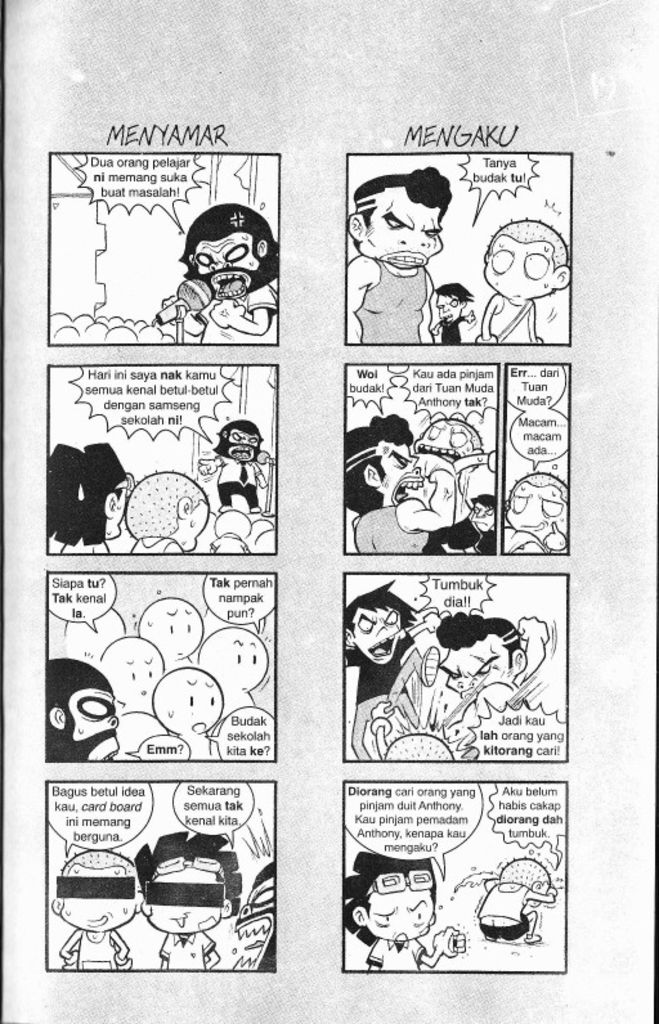 MENYAMAR
Dua orang pelajar
ni memang suka
buat masalah!
Hari ini saya nak kamu
semua kenal betul-betul
dengan samseng
sekolah ni!
Siapa tu?
Tak kenal
la.
Tak pernah
nampak
pun?
Emm?
Budak
sekolah
kita ke?
Bagus betul idea
kau, card board
ini memang
berguna.
Sekarang
semua tak
kenal kita.
MENGAKU
Tanya
budak tu!
Woi
budak!
Kau ada pinjam
dari Tuan Muda
Anthony tak?
Err... dari
Tuan
Muda?
Macam...
macam
ada...
Tumbuk
dia!!
Jadi kau
lah orang yang
kitorang cari!
Diorang cari orang yang
pinjam duit Anthony.
Kau pinjam pemadam
Anthony, kenapa kau
mengaku?
Aku belum
habis cakap
diorang dah
tumbuk.